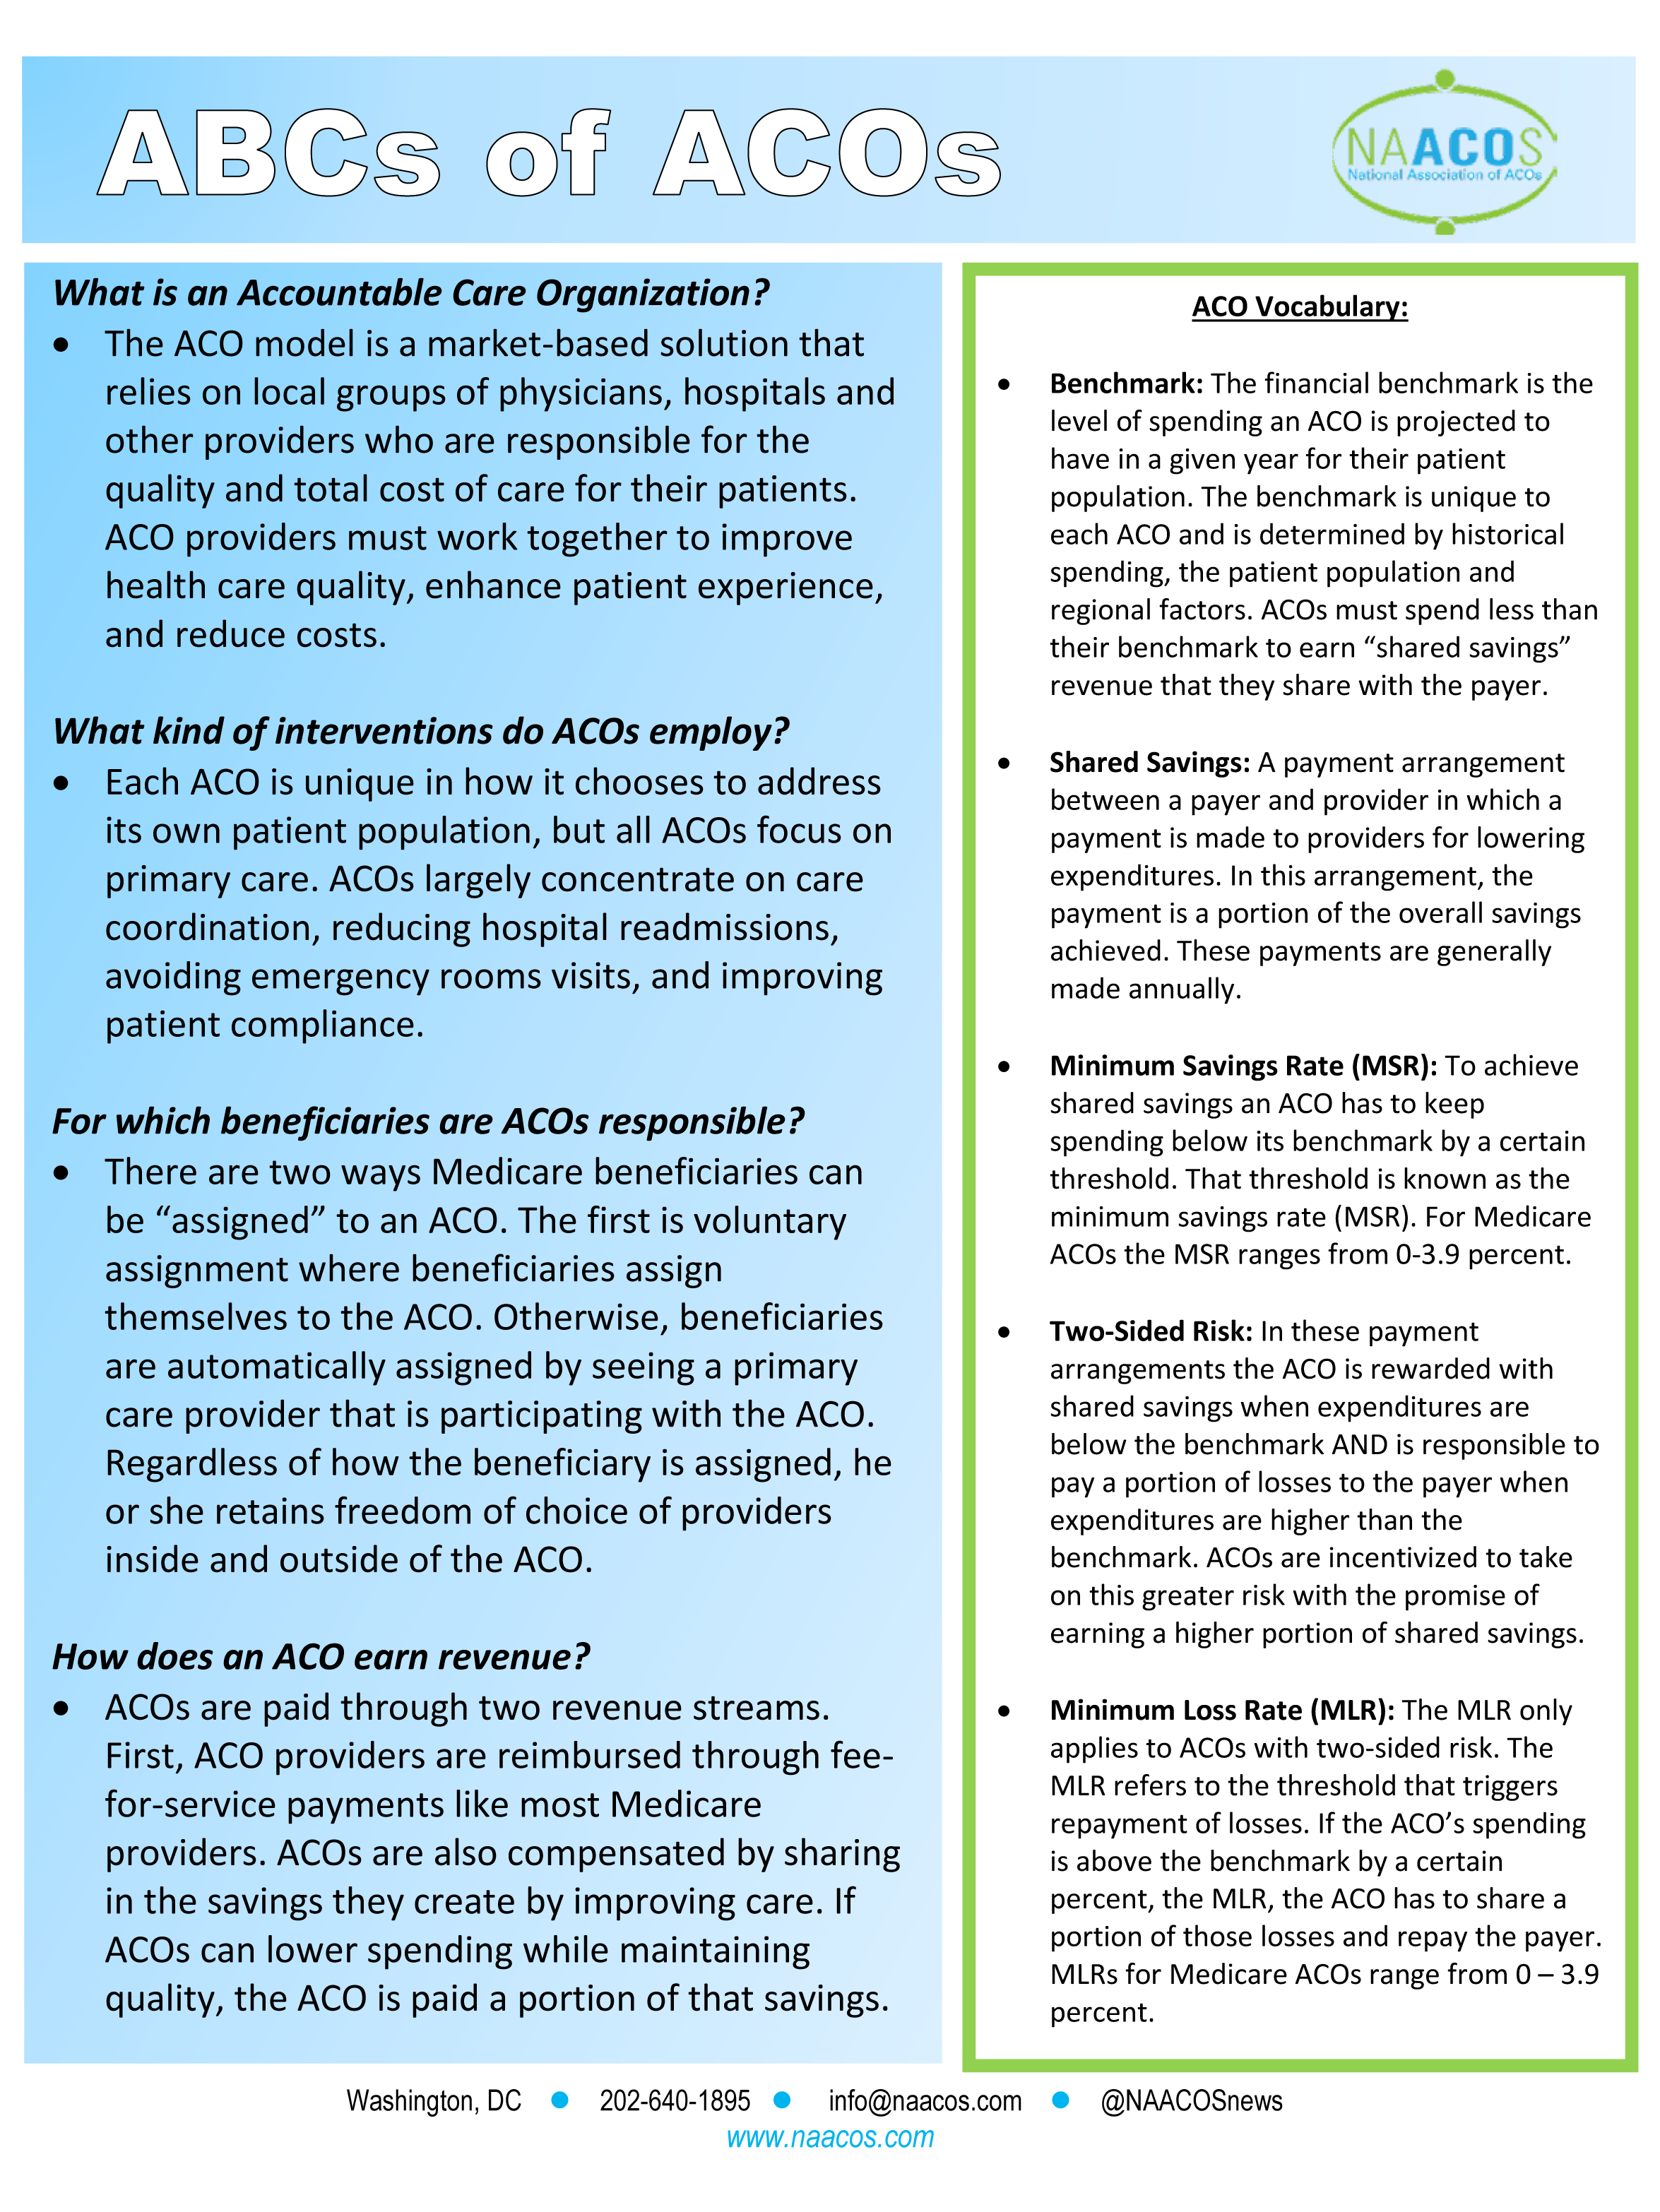 ABCs of ACOs
NAACOS
National Association of ACOs
What is an Accountable Care Organization?
• The ACO model is a market-based solution that
relies on local groups of physicians, hospitals and
other providers who are responsible for the
quality and total cost of care for their patients.
ACO providers must work together to improve
health care quality, enhance patient experience,
and reduce costs.
What kind of interventions do ACOs employ?
• Each ACO is unique in how it chooses to address
its own patient population, but all ACOs focus on
primary care. ACOs largely concentrate on care
coordination, reducing hospital readmissions,
avoiding emergency rooms visits, and improving
patient compliance.
For which beneficiaries are ACOs responsible?
• There are two ways Medicare beneficiaries can
be “assigned” to an ACO. The first is voluntary
assignment where beneficiaries assign
themselves to the ACO. Otherwise, beneficiaries
are automatically assigned by seeing a primary
care provider that is participating with the ACO.
Regardless of how the beneficiary is assigned, he
or she retains freedom of choice of providers
inside and outside of the ACO.
How does an ACO earn revenue?
• ACOs are paid through two revenue streams.
First, ACO providers are reimbursed through fee-
for-service payments like most Medicare
providers. ACOs are also compensated by sharing
in the savings they create by improving care. If
ACOs can lower spending while maintaining
quality, the ACO is paid a portion of that savings.
ACO Vocabulary:
• Benchmark: The financial benchmark is the
level of spending an ACO is projected to
have in a given year for their patient
population. The benchmark is unique to
each ACO and is determined by historical
spending, the patient population and
regional factors. ACOs must spend less than
their benchmark to earn “shared savings”
revenue that they share with the payer.
• Shared Savings: A payment arrangement
between a payer and provider in which a
payment is made to providers for lowering
expenditures. In this arrangement, the
payment is a portion of the overall savings
achieved. These payments are generally
made annually.
• Minimum Savings Rate (MSR): To achieve
shared savings an ACO has to keep
spending below its benchmark by a certain
threshold. That threshold is known as the
minimum savings rate (MSR). For Medicare
ACOs the MSR ranges from 0-3.9 percent.
• Two-Sided Risk: In these payment
arrangements the ACO is rewarded with
shared savings when expenditures are
below the benchmark AND is responsible to
pay a portion of losses to the payer when
expenditures are higher than the
benchmark. ACOs are incentivized to take
on this greater risk with the promise of
earning a higher portion of shared savings.
• Minimum Loss Rate (MLR): The MLR only
applies to ACOs with two-sided risk. The
MLR refers to the threshold that triggers
repayment of losses. If the ACO’s spending
is above the benchmark by a certain
percent, the MLR, the ACO has to share a
portion of those losses and repay the payer.
MLRs for Medicare ACOs range from 0 – 3.9
percent.
Washington, DC • 202-640-1895 • info@naacos.com • @NAACOSnews
www.naacos.com